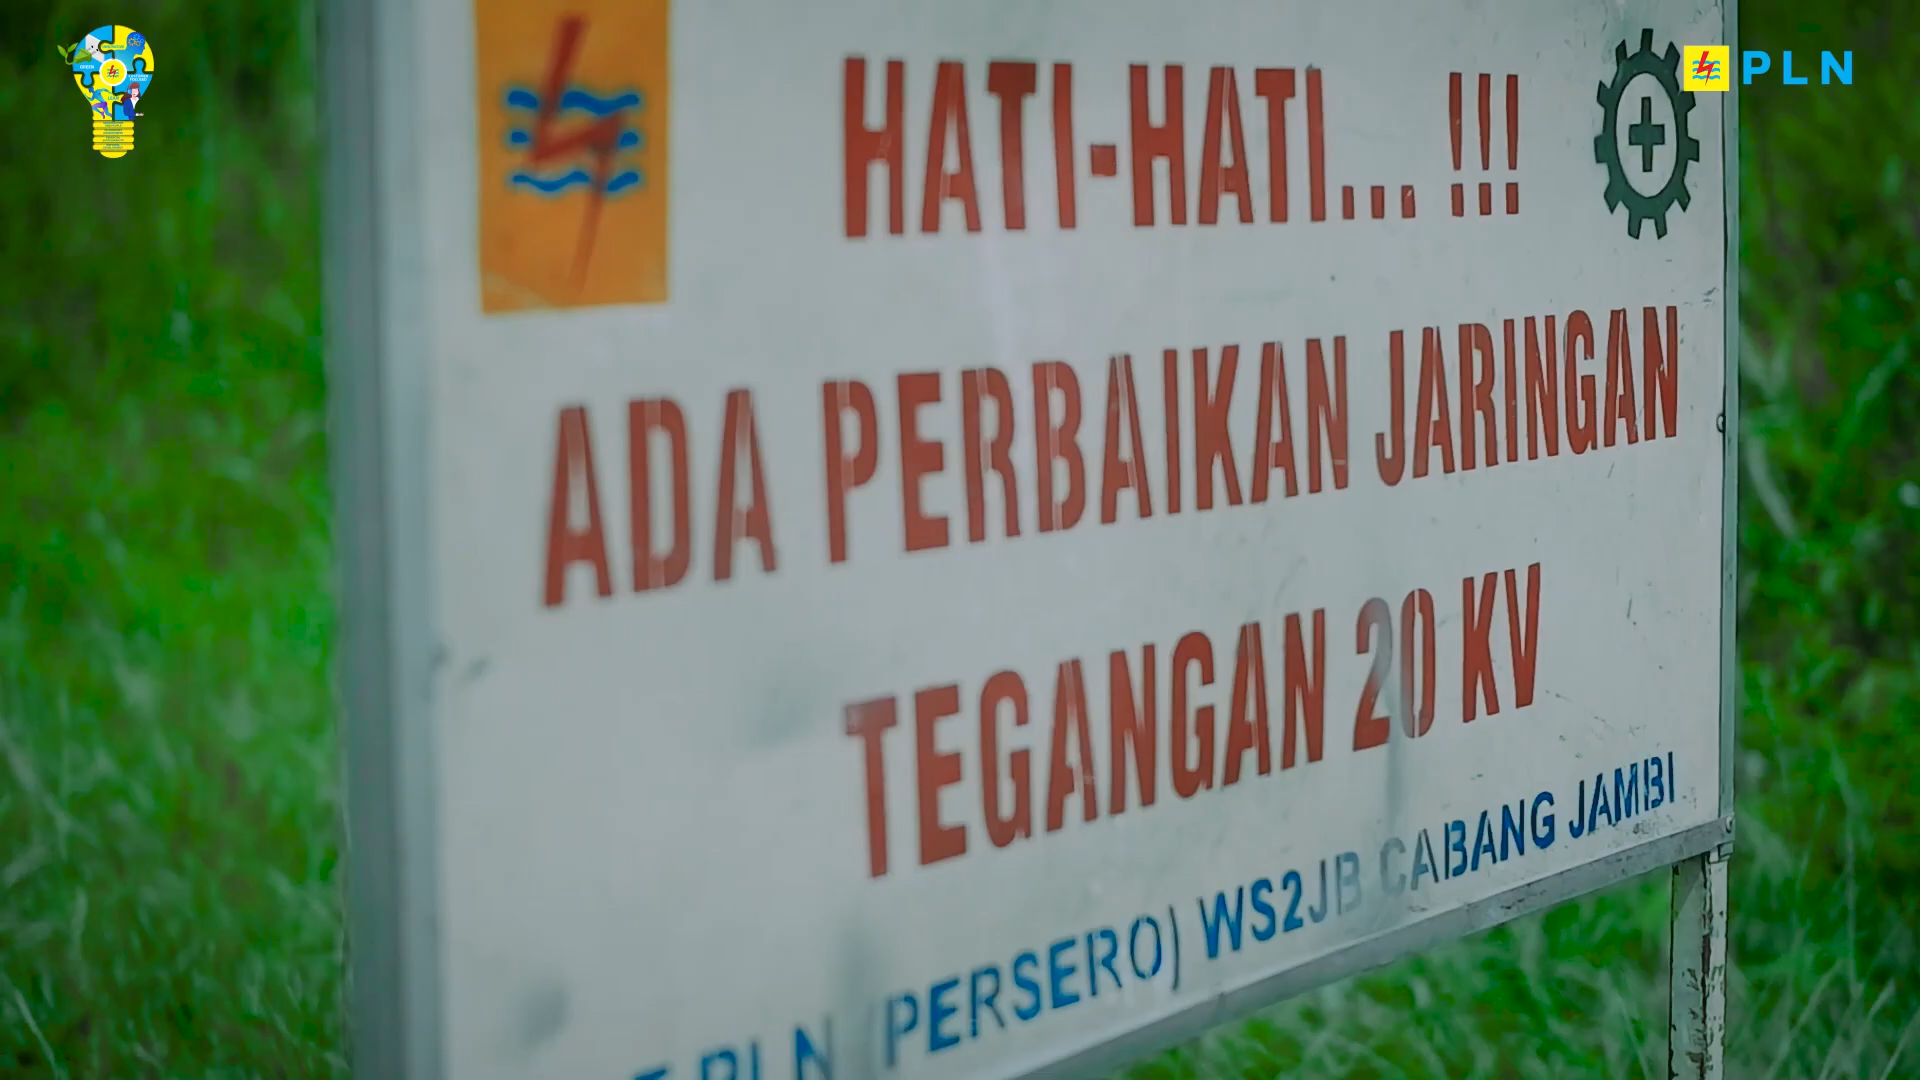 PLN
HATI-HATI... !!!
ADA PERBAIKAN JARINGAN
TEGANGAN 20 KV
PLN (PERSERO) WS2JB CABANG JAMBI